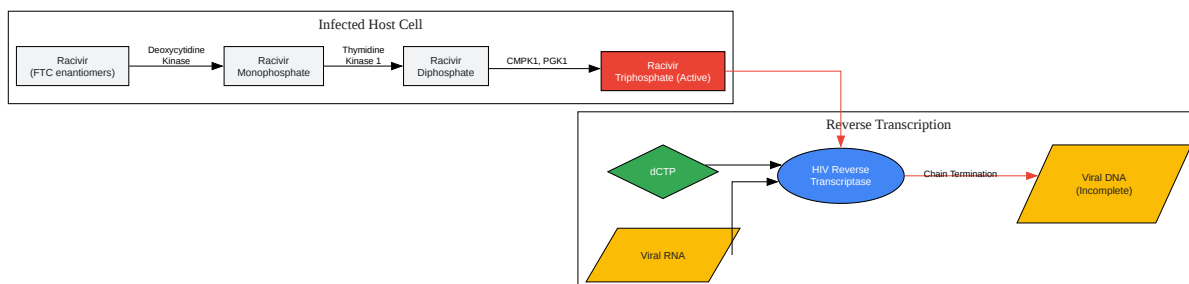 Infected Host Cell
Racivir
(FTC enantiomers)
Deoxycytidine
Kinase
Racivir
Monophosphate
Thymidine
Kinase 1
Racivir
Diphosphate
CMPK1, PGK1
Racivir
Triphosphate (Active)
Reverse Transcription
dCTP
HIV Reverse
Transcriptase
Chain Termination
Viral DNA
(Incomplete)
Viral RNA